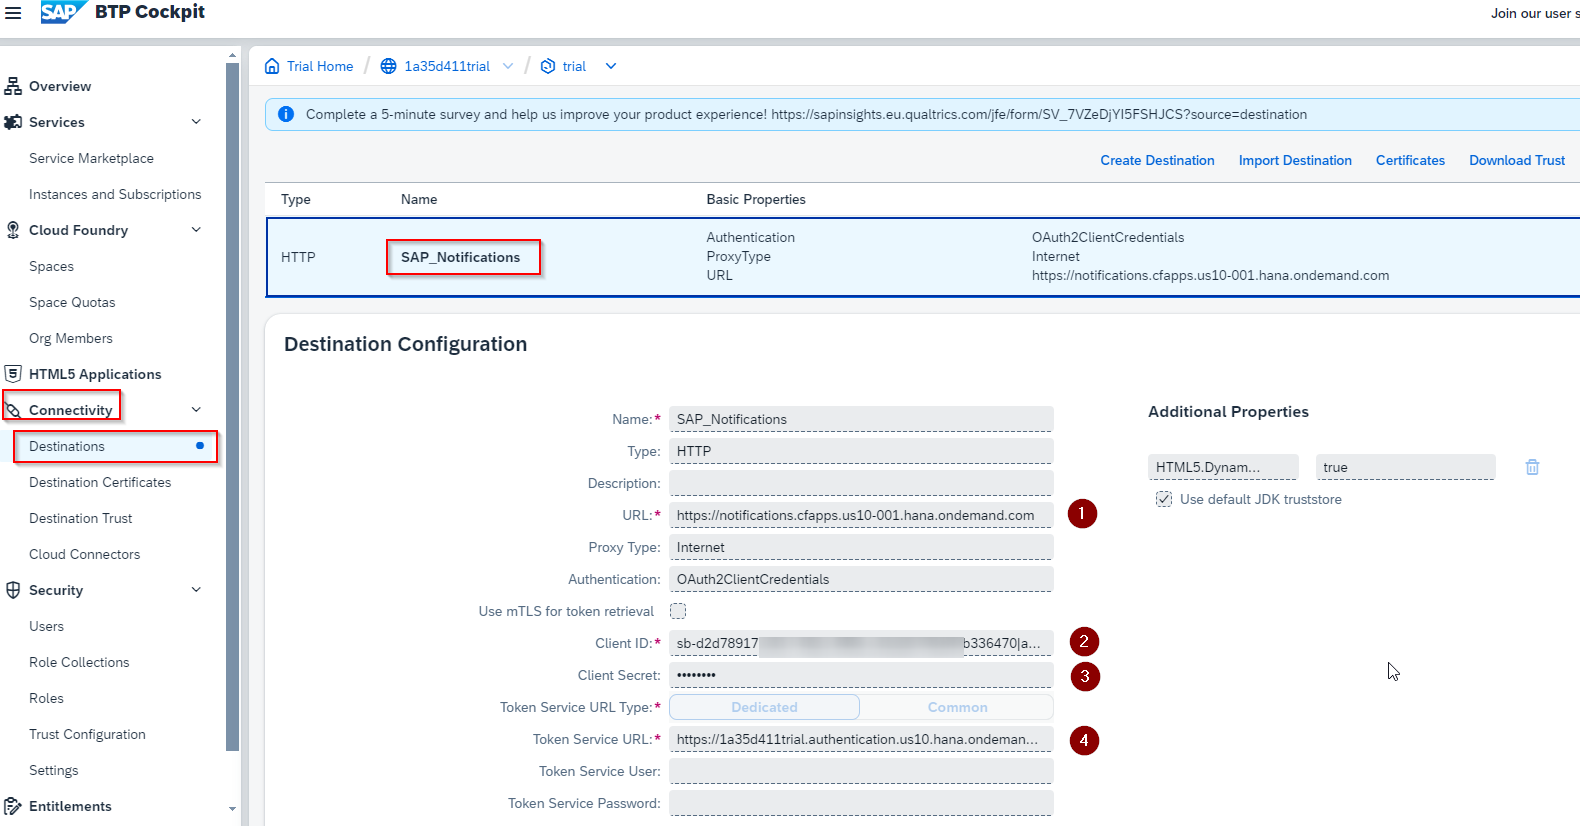 SAP BTP Cockpit
Join our user s
Overview
Services
Service Marketplace
Instances and Subscriptions
Cloud Foundry
Spaces
Space Quotas
Org Members
HTML5 Applications
Connectivity
Destinations
Destination Certificates
Destination Trust
Cloud Connectors
Security
Users
Role Collections
Roles
Trust Configuration
Settings
Entitlements
Trial Home / 1a35d411trial / trial
Complete a 5-minute survey and help us improve your product experience! https://sapinsights.eu.qualtrics.com/jfe/form/SV_7VZeDjYI5FSHJCS?source=destination
Create Destination Import Destination Certificates Download Trust
Type Name Basic Properties
HTTP SAP_Notifications
Authentication OAuth2ClientCredentials
ProxyType Internet
URL https://notifications.cfapps.us10-001.hana.ondemand.com
Destination Configuration
Name:* SAP_Notifications
Type: HTTP
Description:
URL:* https://notifications.cfapps.us10-001.hana.ondemand.com 1
Proxy Type: Internet
Authentication: OAuth2ClientCredentials
Use mTLS for token retrieval
Client ID:* sb-d2d78917 b336470|a... 2
Client Secret: •••••••• 3
Token Service URL Type:* Dedicated Common
Token Service URL:* https://1a35d411trial.authentication.us10.hana.ondeman... 4
Token Service User:
Token Service Password:
Additional Properties
HTML5.Dynam... true
Use default JDK truststore